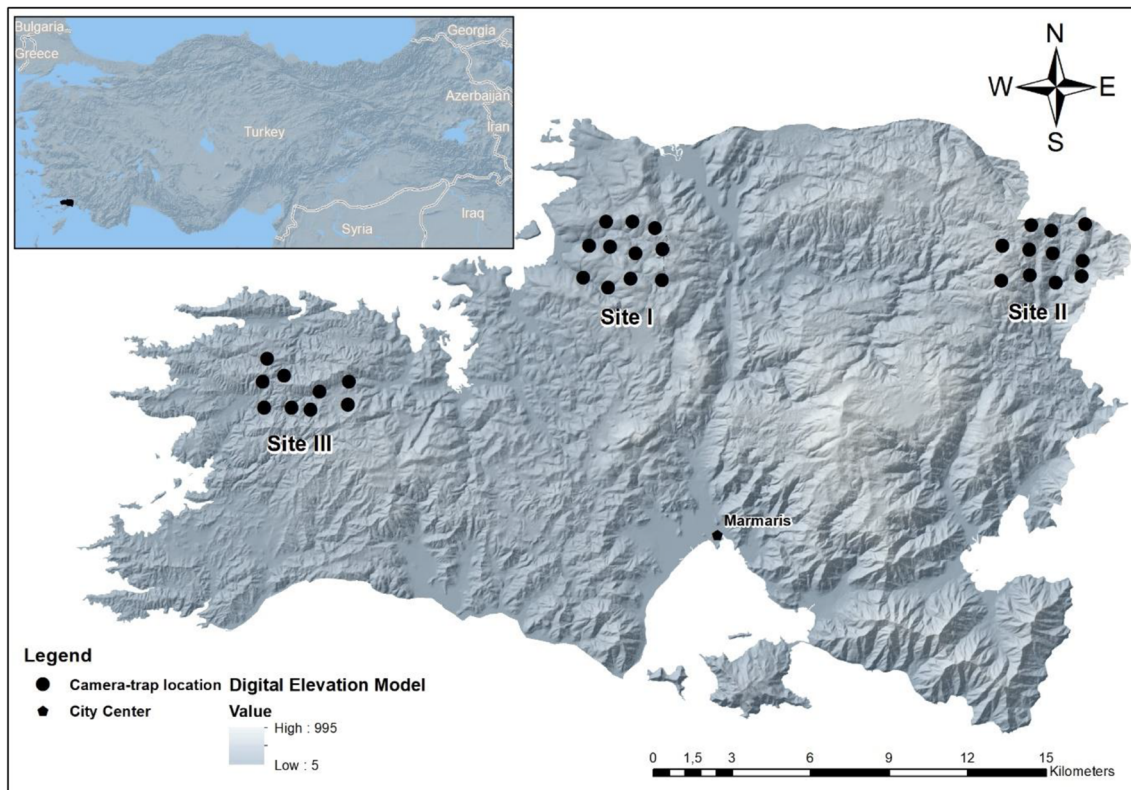 Bulgaria
Greece
Georgia
Azerbaijan
Iran
Turkey
Syria
Iraq
N
W E
S
Site I
Site II
Site III
Marmaris
Legend
Camera-trap location
City Center
Digital Elevation Model
Value
High : 995
Low : 5
0 1,5 3 6 9 12 15
Kilometers